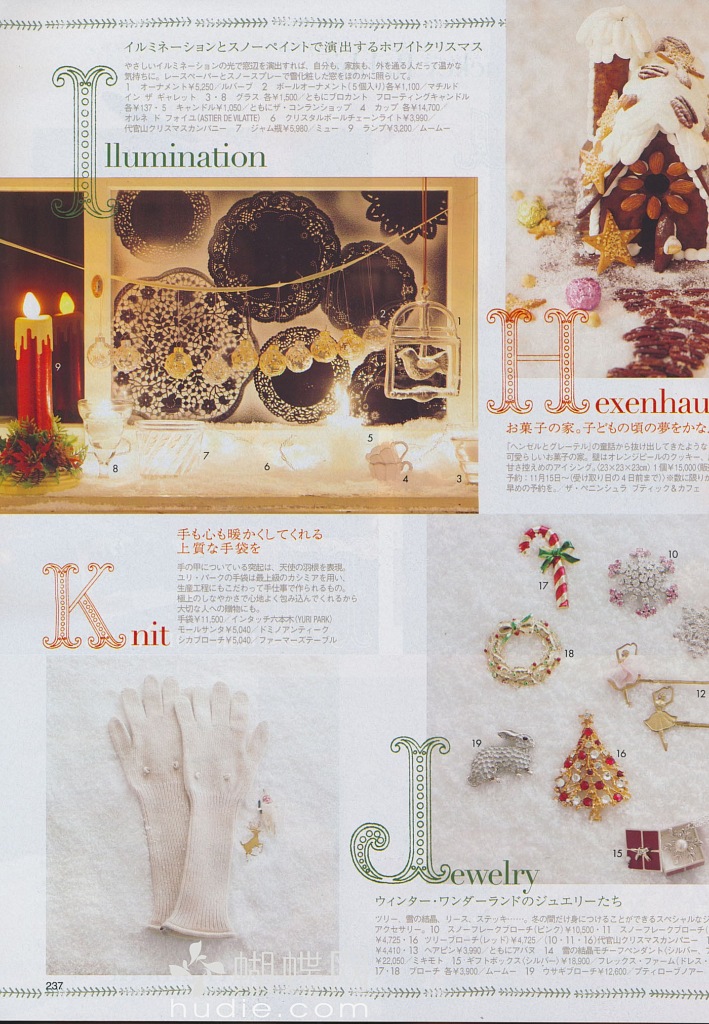 イルミネーションとスノーペイントで演出するホワイトクリスマス
やさしいイルミネーションの光で窓辺を演出すれば、自分も、家族も、外を通る人だって温かな
気持ちに。レースペーパーとスノースプレーで雪化粧した窓をほのかに照らして。
1 オーナメント¥5,250/ルバーブ 2 ボールオーナメント(5個入り)各¥1,100/マチルド
イン ザ ギャレット 3・8 グラス 各¥1,500/ともにブロカント フローティングキャンドル
各¥137・5 キャンドル¥1,050/ともにザ・コンランショップ 4 カップ 各¥14,700/
オルネ ド フォイユ(ASTIER DE VILATTE) 6 クリスタルボールチェーンライト¥3,990/
代官山クリスマスカンパニー 7 ジャム瓶¥5,980/ミュー 9 ランプ¥3,200/ムームー
Illumination
1
2
9
5
8
7
6
4
3
Hexenhau
お菓子の家。子どもの頃の夢をかな
『ヘンゼルとグレーテル』の童話から抜け出してきたような
可愛らしいお菓子の家。壁はオレンジピールのクッキー、
甘さ控えめのアイシング。(23×23×23cm) 1個¥15,000(販
予約:11月15日~(受け取り日の4日前まで))※数に限りか
早めの予約を。/ザ・ペニンシュラ ブティック&カフェ
手も心も暖かくしてくれる
上質な手袋を
手の甲についている突起は、天使の羽根を表現。
ユリ・パークの手袋は最上級のカシミアを用い、
生産工程にもこだわって手仕事で作られるもの。
極上のしなやかさで心地よく包み込んでくれるから
大切な人への贈物にも。
手袋¥11,500/インタッチ六本木(YURI PARK)
モールサンタ¥5,040/ドミノアンティーク
シカブローチ¥5,040/ファーマーズテーブル
Knit
17
10
18
12
19
16
15
Jewelry
ウィンター・ワンダーランドのジュエリーたち
ツリー、雪の結晶、リース、ステッキ……。冬の間だけ身につけることができるスペシャルなジ
アクセサリー。10 スノーフレークブローチ(ピンク)¥10,500・11 スノーフレークブローチ(
¥4,725・16 ツリーブローチ(レッド)¥4,725/(10・11・16)代官山クリスマスカンパニー 1
¥4,410・13 ヘアピン¥3,990/ともにアバヌ 14 雪の結晶モチーフペンダント(シルバー、
¥22,050/ミキモト 15 ギフトボックス(シルバー)¥18,900/フレックス・ファーム(ドレス・
17・18 ブローチ 各¥3,900/ムームー 19 ウサギブローチ¥12,600/プティローブノアー
237
蝴蝶
hudie.com